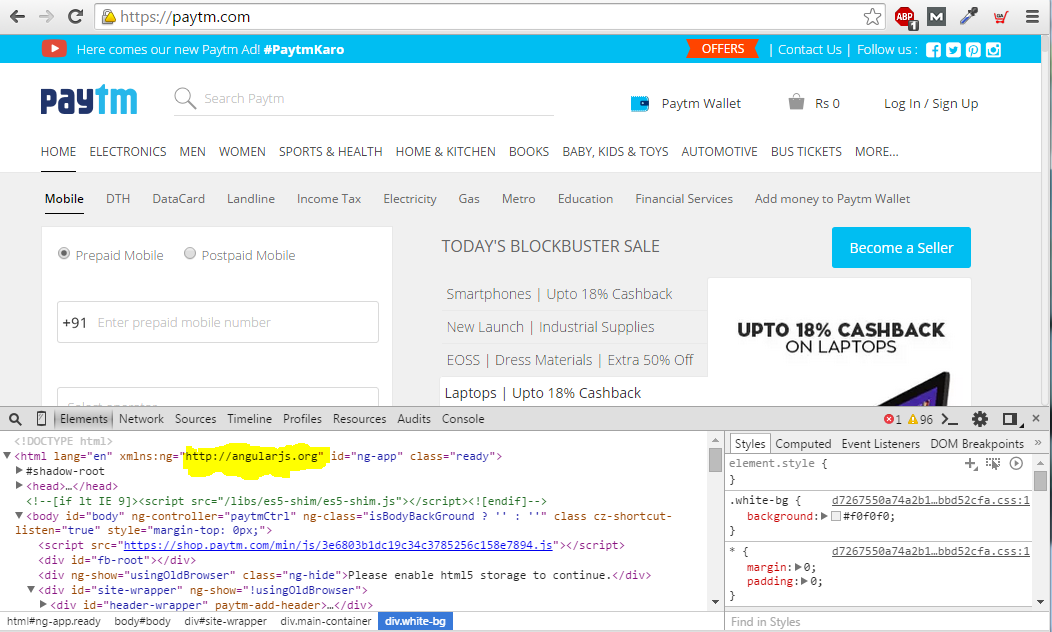 https://paytm.com
ABP 1 M
Here comes our new Paytm Ad! #PaytmKaro OFFERS | Contact Us | Follow us :
paytm Search Paytm Paytm Wallet Rs 0 Log In / Sign Up
HOME ELECTRONICS MEN WOMEN SPORTS & HEALTH HOME & KITCHEN BOOKS BABY, KIDS & TOYS AUTOMOTIVE BUS TICKETS MORE...
Mobile DTH DataCard Landline Income Tax Electricity Gas Metro Education Financial Services Add money to Paytm Wallet
Prepaid Mobile Postpaid Mobile
+91 Enter prepaid mobile number
Select operator
TODAY'S BLOCKBUSTER SALE Become a Seller
Smartphones | Upto 18% Cashback
New Launch | Industrial Supplies
EOSS | Dress Materials | Extra 50% Off
Laptops | Upto 18% Cashback
UPTO 18% CASHBACK
ON LAPTOPS
Elements Network Sources Timeline Profiles Resources Audits Console 1 96
<!DOCTYPE html>
<html lang="en" xmlns:ng="http://angularjs.org" id="ng-app" class="ready">
#shadow-root
<head>…</head>
<!--[if lt IE 9]><script src="/libs/es5-shim/es5-shim.js"></script><![endif]-->
<body id="body" ng-controller="paytmCtrl" ng-class="isBodyBackGround ? '' : ''" class cz-shortcut-
listen="true" style="margin-top: 0px;">
<script src="https://shop.paytm.com/min/js/3e6803b1dc19c34c3785256c158e7894.js"></script>
<div id="fb-root"></div>
<div ng-show="usingOldBrowser" class="ng-hide">Please enable html5 storage to continue.</div>
<div id="site-wrapper" ng-show="!usingOldBrowser">
<div id="header-wrapper" paytm-add-header>…</div>
html#ng-app.ready body#body div#site-wrapper div.main-container div.white-bg
Styles Computed Event Listeners DOM Breakpoints »
element.style {
}
.white-bg { d7267550a74a2b1…bbd52cfa.css:1
background: #f0f0f0;
}
* { d7267550a74a2b1…bbd52cfa.css:1
margin: 0;
padding: 0;
}
Find in Styles